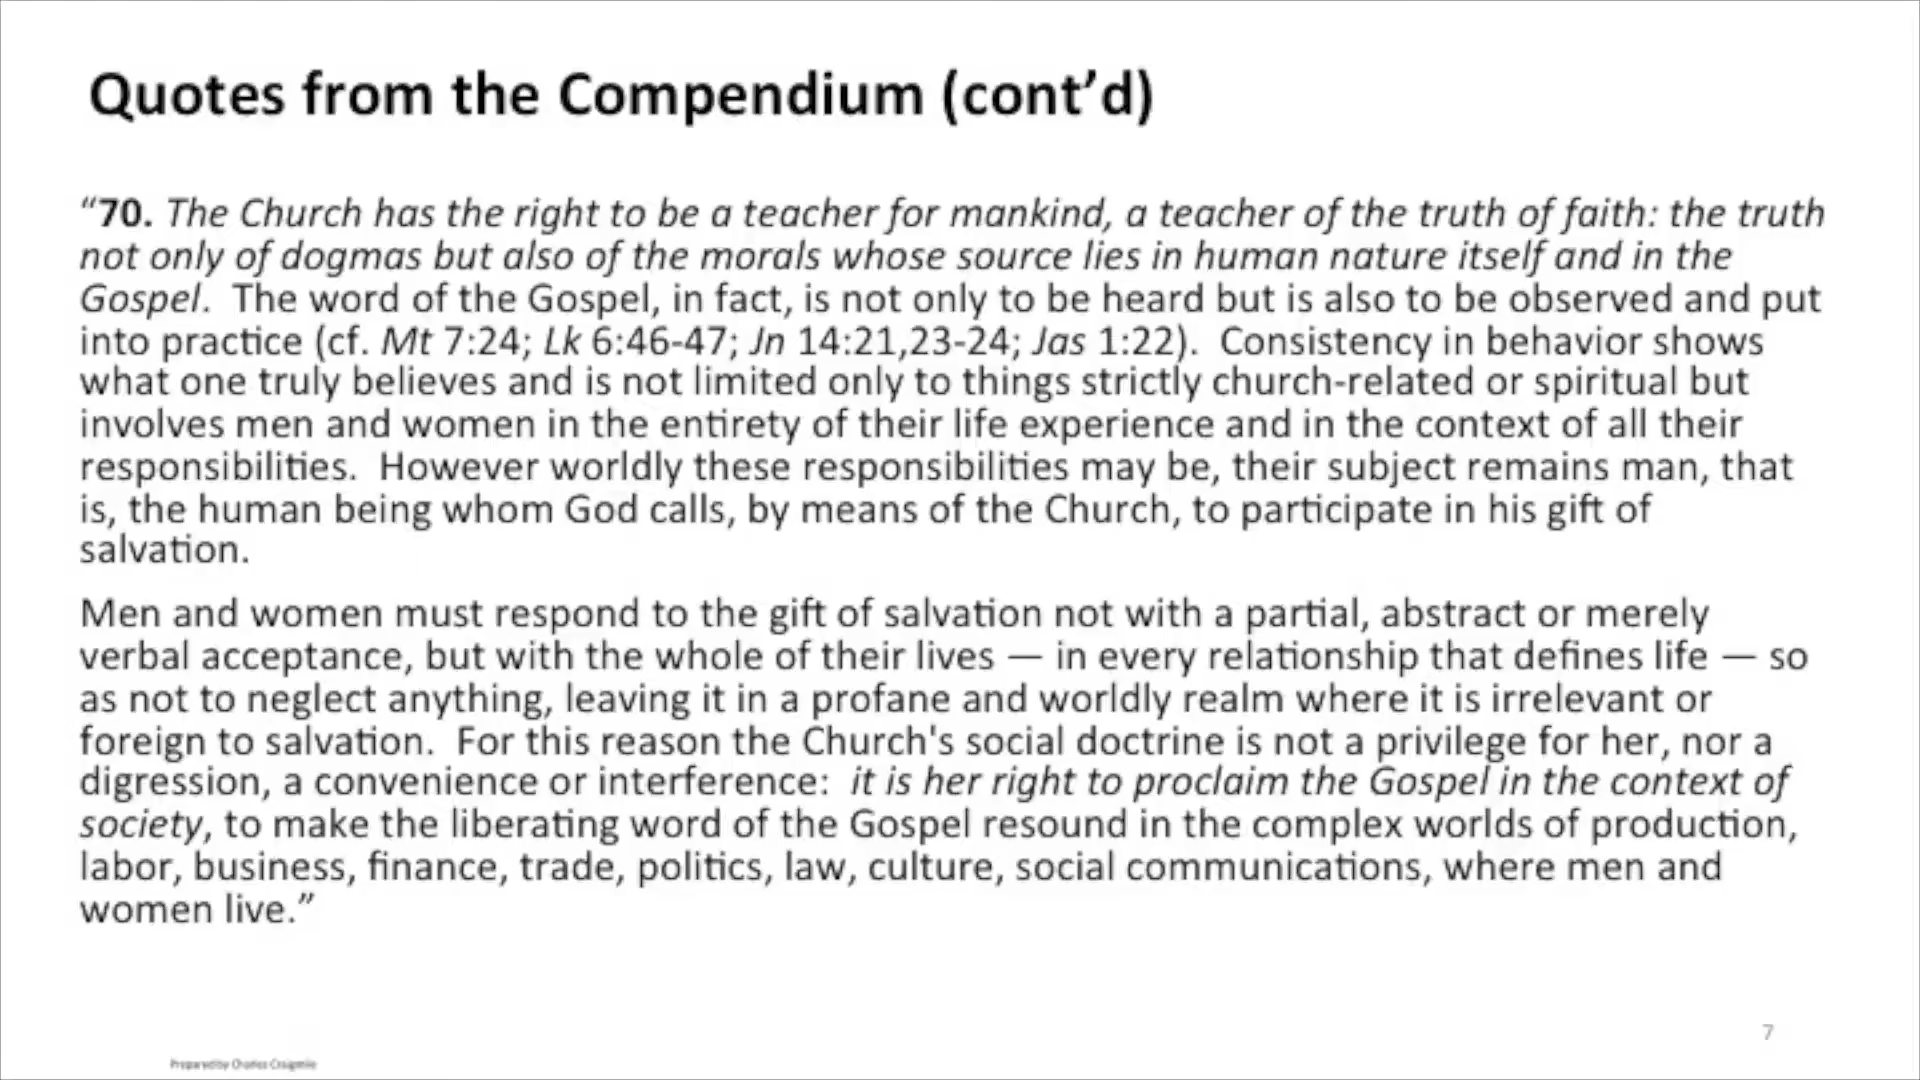 Quotes from the Compendium (cont’d)
“70. The Church has the right to be a teacher for mankind, a teacher of the truth of faith: the truth
not only of dogmas but also of the morals whose source lies in human nature itself and in the
Gospel.  The word of the Gospel, in fact, is not only to be heard but is also to be observed and put
into practice (cf. Mt 7:24; Lk 6:46-47; Jn 14:21,23-24; Jas 1:22).  Consistency in behavior shows
what one truly believes and is not limited only to things strictly church-related or spiritual but
involves men and women in the entirety of their life experience and in the context of all their
responsibilities.  However worldly these responsibilities may be, their subject remains man, that
is, the human being whom God calls, by means of the Church, to participate in his gift of
salvation.
Men and women must respond to the gift of salvation not with a partial, abstract or merely
verbal acceptance, but with the whole of their lives — in every relationship that defines life — so
as not to neglect anything, leaving it in a profane and worldly realm where it is irrelevant or
foreign to salvation.  For this reason the Church's social doctrine is not a privilege for her, nor a
digression, a convenience or interference:  it is her right to proclaim the Gospel in the context of
society, to make the liberating word of the Gospel resound in the complex worlds of production,
labor, business, finance, trade, politics, law, culture, social communications, where men and
women live.”
7
Prepared by Charles Craigmile